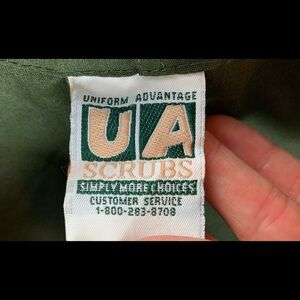 UNIFORM ADVANTAGE
UA
SCRUBS
SIMPLY MORE CHOICES
CUSTOMER SERVICE
1-800-283-8708